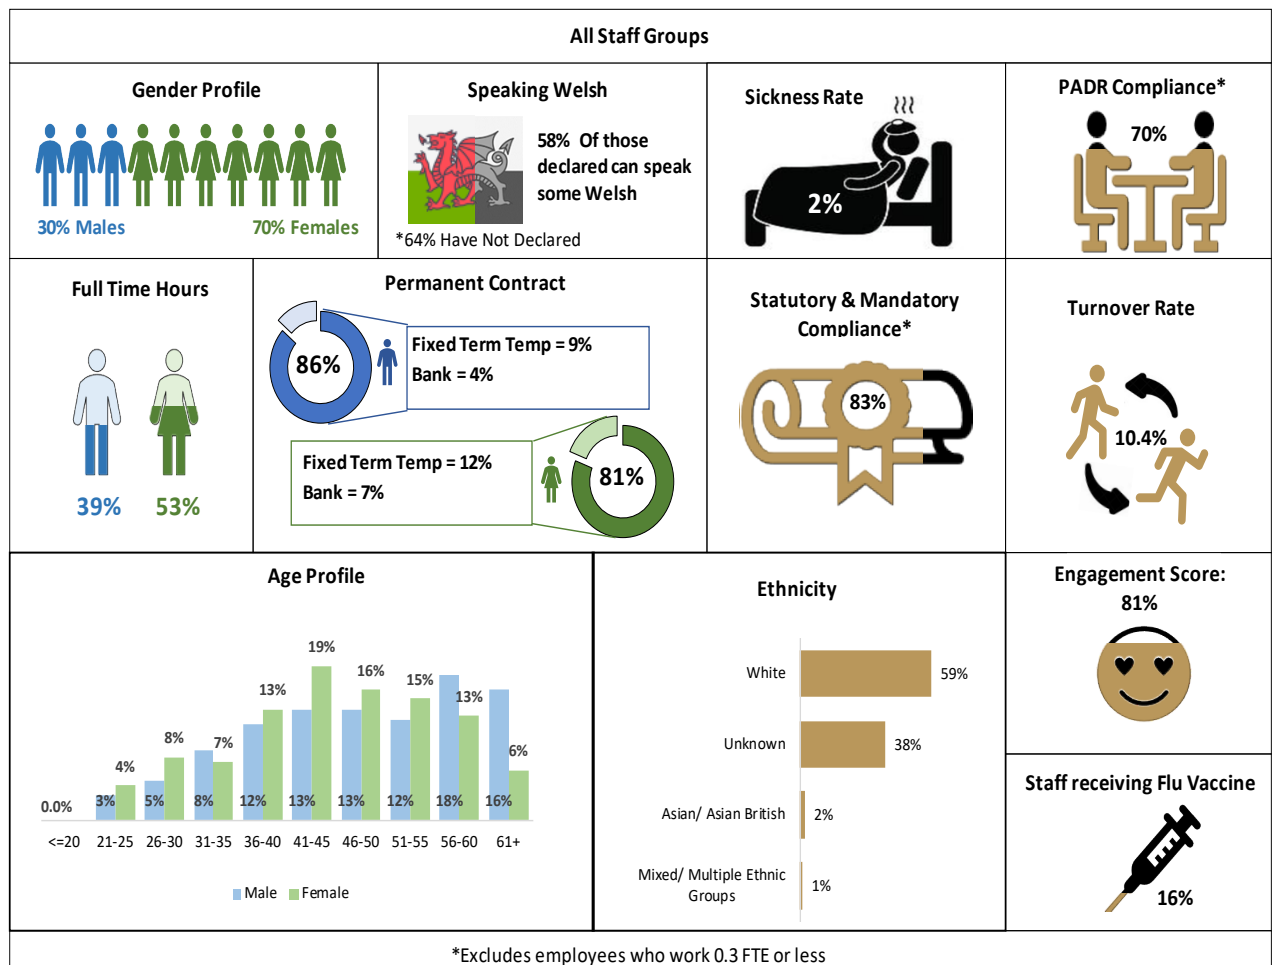 All Staff Groups
Gender Profile
30% Males
70% Females
Speaking Welsh
58% Of those
declared can speak
some Welsh
*64% Have Not Declared
Sickness Rate
2%
PADR Compliance*
70%
Full Time Hours
39%
53%
Permanent Contract
86%
Fixed Term Temp = 9%
Bank = 4%
Fixed Term Temp = 12%
Bank = 7%
81%
Statutory & Mandatory
Compliance*
83%
Turnover Rate
10.4%
Age Profile
19%
16%
15%
13%
13%
8%
7%
6%
4%
0.0%
3%
5%
8%
12%
13%
13%
12%
18%
16%
<=20
21-25
26-30
31-35
36-40
41-45
46-50
51-55
56-60
61+
Male
Female
Ethnicity
White
59%
Unknown
38%
Asian/ Asian British
2%
Mixed/ Multiple Ethnic
Groups
1%
Engagement Score:
81%
Staff receiving Flu Vaccine
16%
*Excludes employees who work 0.3 FTE or less